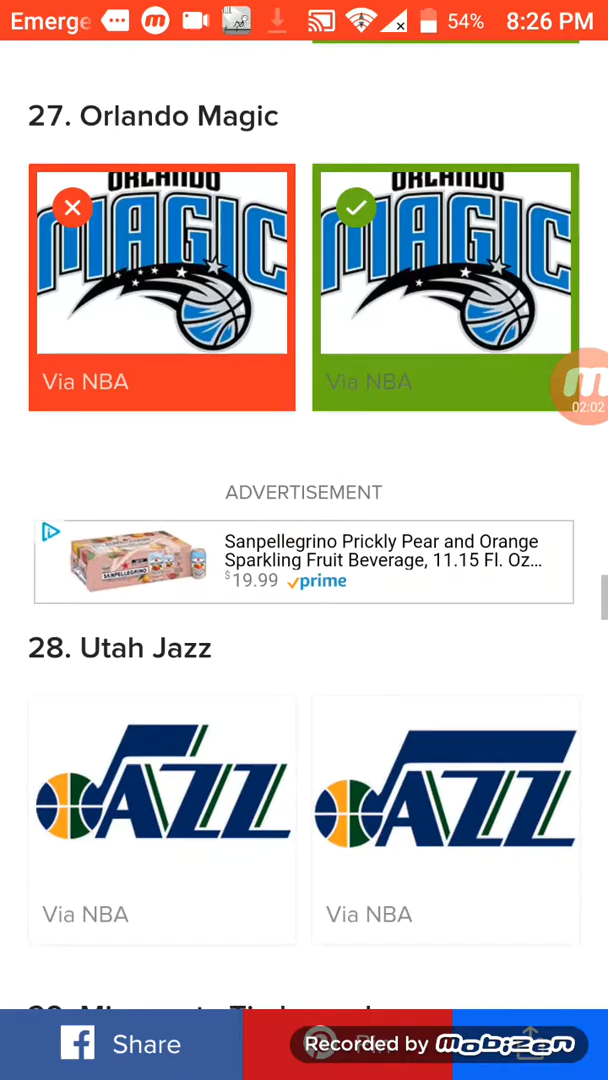 Emerge 54% 8:26 PM
27. Orlando Magic
ORLANDO ORLANDO
MAGIC MAGIC
Via NBA Via NBA
02:02
ADVERTISEMENT
Sanpellegrino Prickly Pear and Orange
Sparkling Fruit Beverage, 11.15 Fl. Oz...
$19.99 prime
SANPELLEGRINO
28. Utah Jazz
JAZZ JAZZ
Via NBA Via NBA
Share
Recorded by mobizen